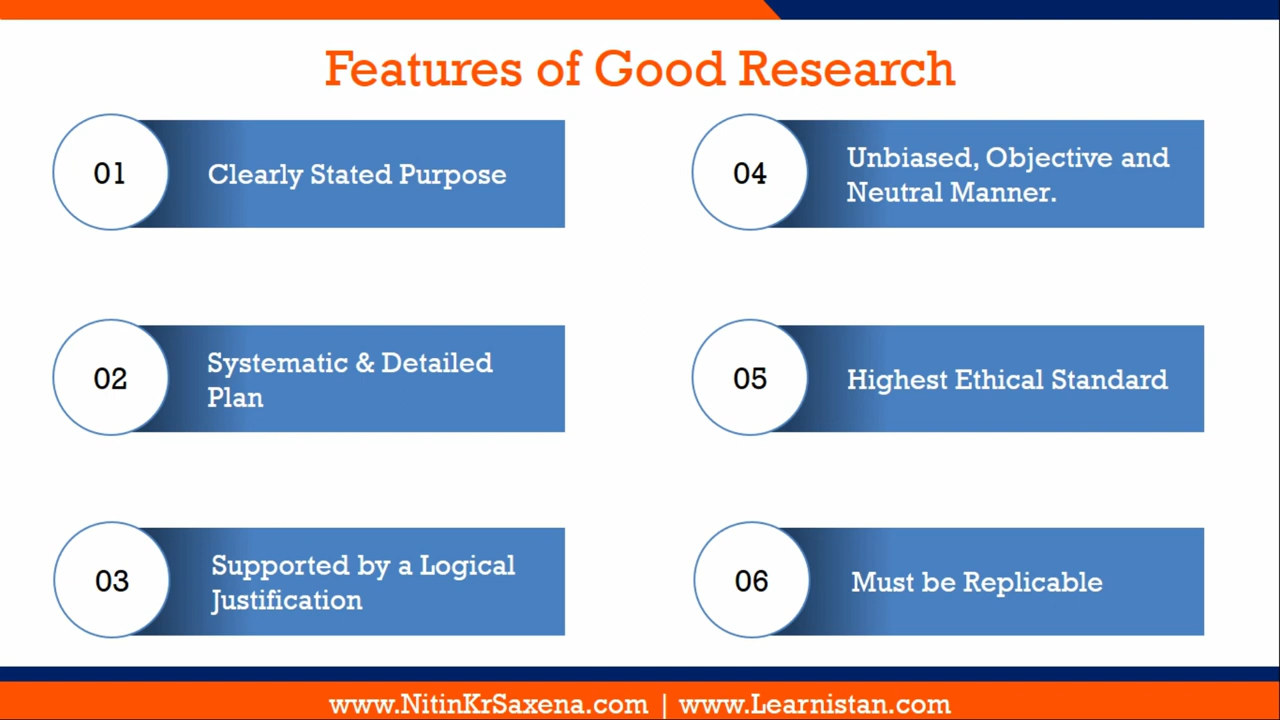 Features of Good Research
01
Clearly Stated Purpose
02
Systematic & Detailed
Plan
03
Supported by a Logical
Justification
04
Unbiased, Objective and
Neutral Manner.
05
Highest Ethical Standard
06
Must be Replicable
www.NitinKrSaxena.com | www.Learnistan.com